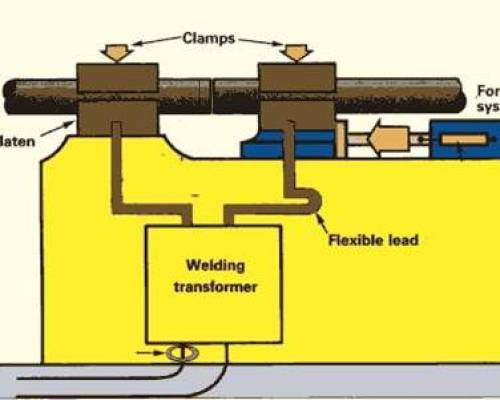 Clamps
For
sys
laten
Flexible lead
Welding
transformer